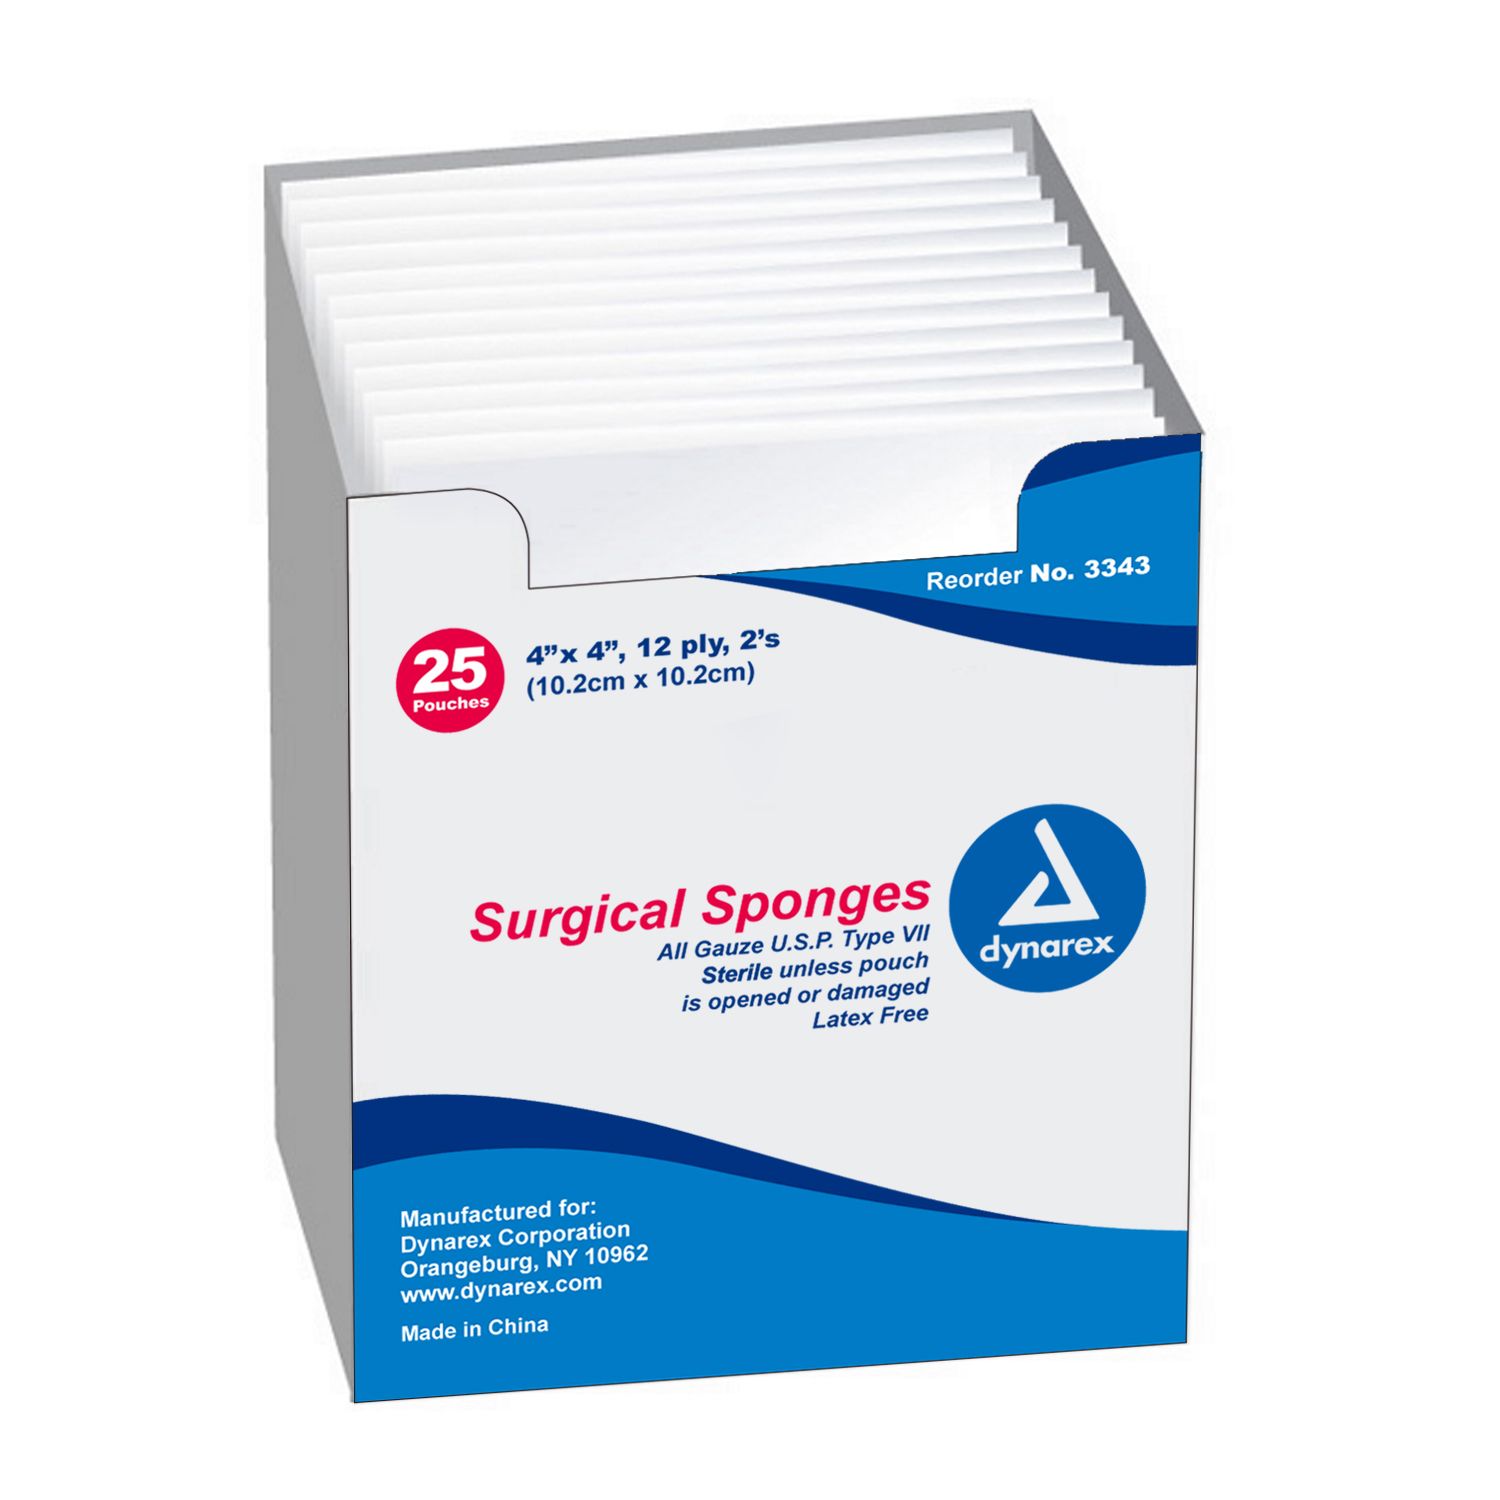 Reorder No. 3343
25
Pouches
4”x 4”, 12 ply, 2’s
(10.2cm x 10.2cm)
Surgical Sponges
All Gauze U.S.P. Type VII
Sterile unless pouch
is opened or damaged
Latex Free
dynarex
Manufactured for:
Dynarex Corporation
Orangeburg, NY 10962
www.dynarex.com
Made in China